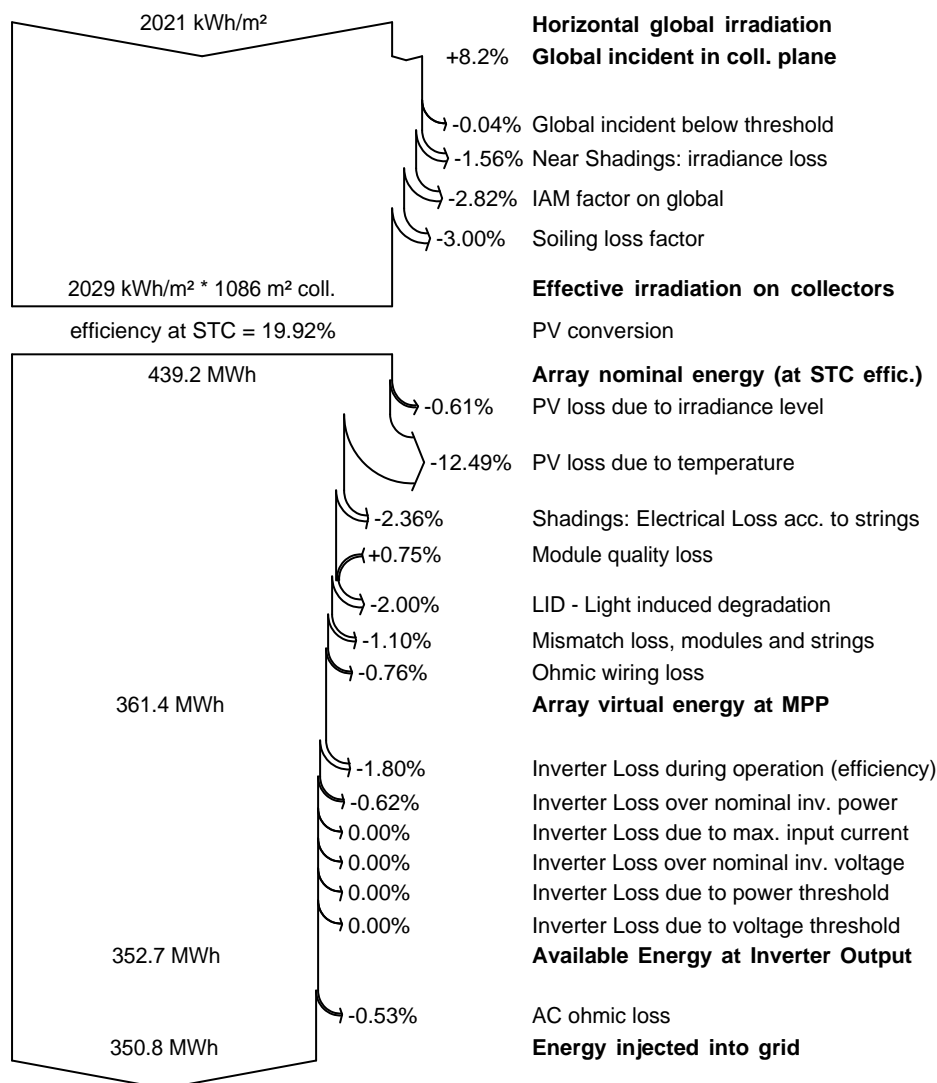 2021 kWh/m² Horizontal global irradiation
+8.2% Global incident in coll. plane
-0.04% Global incident below threshold
-1.56% Near Shadings: irradiance loss
-2.82% IAM factor on global
-3.00% Soiling loss factor
2029 kWh/m² * 1086 m² coll. Effective irradiation on collectors
efficiency at STC = 19.92% PV conversion
439.2 MWh Array nominal energy (at STC effic.)
-0.61% PV loss due to irradiance level
-12.49% PV loss due to temperature
-2.36% Shadings: Electrical Loss acc. to strings
+0.75% Module quality loss
-2.00% LID - Light induced degradation
-1.10% Mismatch loss, modules and strings
-0.76% Ohmic wiring loss
361.4 MWh Array virtual energy at MPP
-1.80% Inverter Loss during operation (efficiency)
-0.62% Inverter Loss over nominal inv. power
0.00% Inverter Loss due to max. input current
0.00% Inverter Loss over nominal inv. voltage
0.00% Inverter Loss due to power threshold
0.00% Inverter Loss due to voltage threshold
352.7 MWh Available Energy at Inverter Output
-0.53% AC ohmic loss
350.8 MWh Energy injected into grid